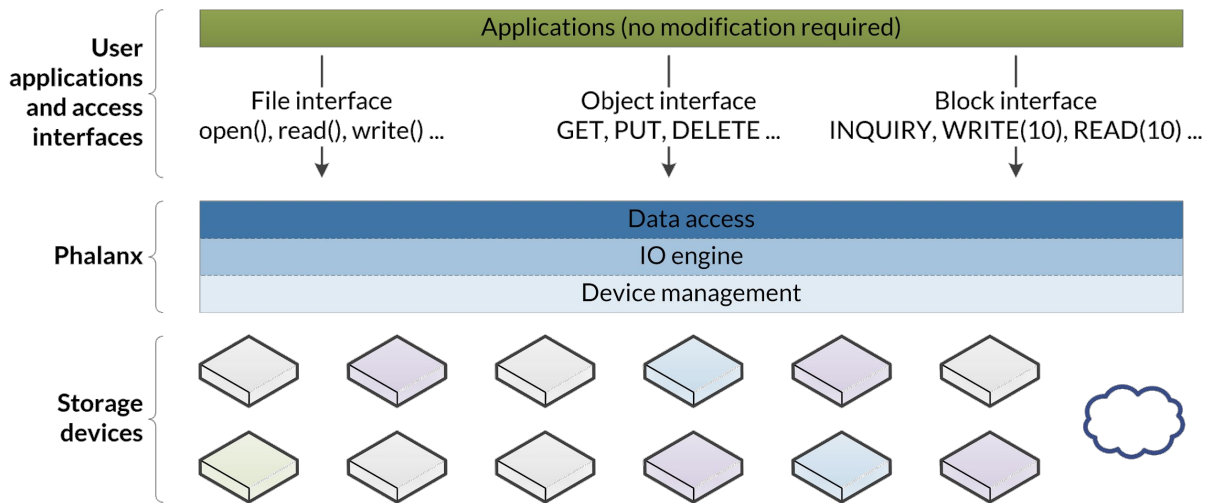 Applications (no modification required)
User
applications
and access
interfaces
File interface
open(), read(), write() ...
Object interface
GET, PUT, DELETE ...
Block interface
INQUIRY, WRITE(10), READ(10) ...
Phalanx
Data access
IO engine
Device management
Storage
devices